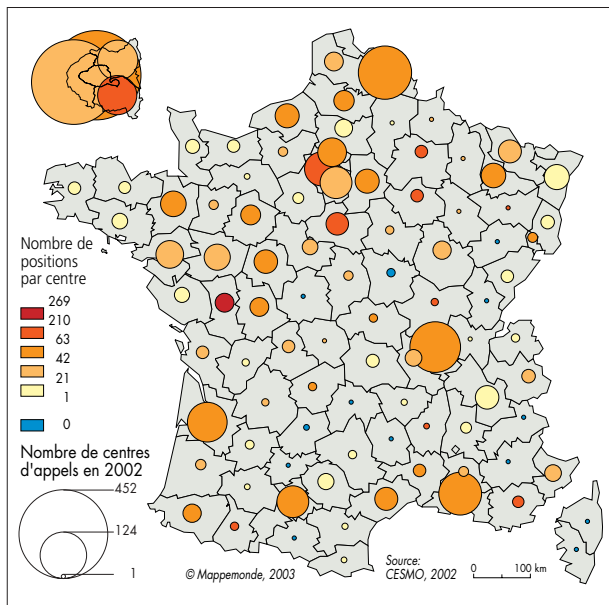 Nombre de
positions
par centre
269
210
63
42
21
1
0
Nombre de centres
d'appels en 2002
452
124
1
© Mappemonde, 2003
Source:
CESMO, 2002
0 100 km